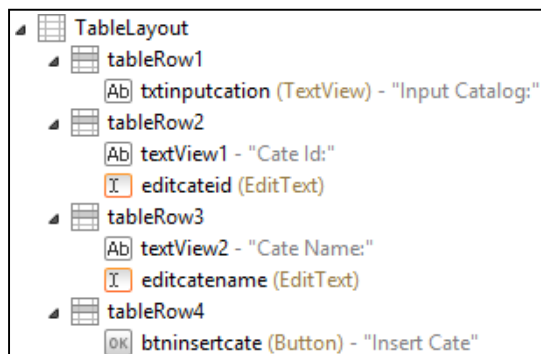 TableLayout
tableRow1
Ab txtinputcation (TextView) - "Input Catalog:"
tableRow2
Ab textView1 - "Cate Id:"
I editcateid (EditText)
tableRow3
Ab textView2 - "Cate Name:"
I editcatename (EditText)
tableRow4
OK btninsertcate (Button) - "Insert Cate"